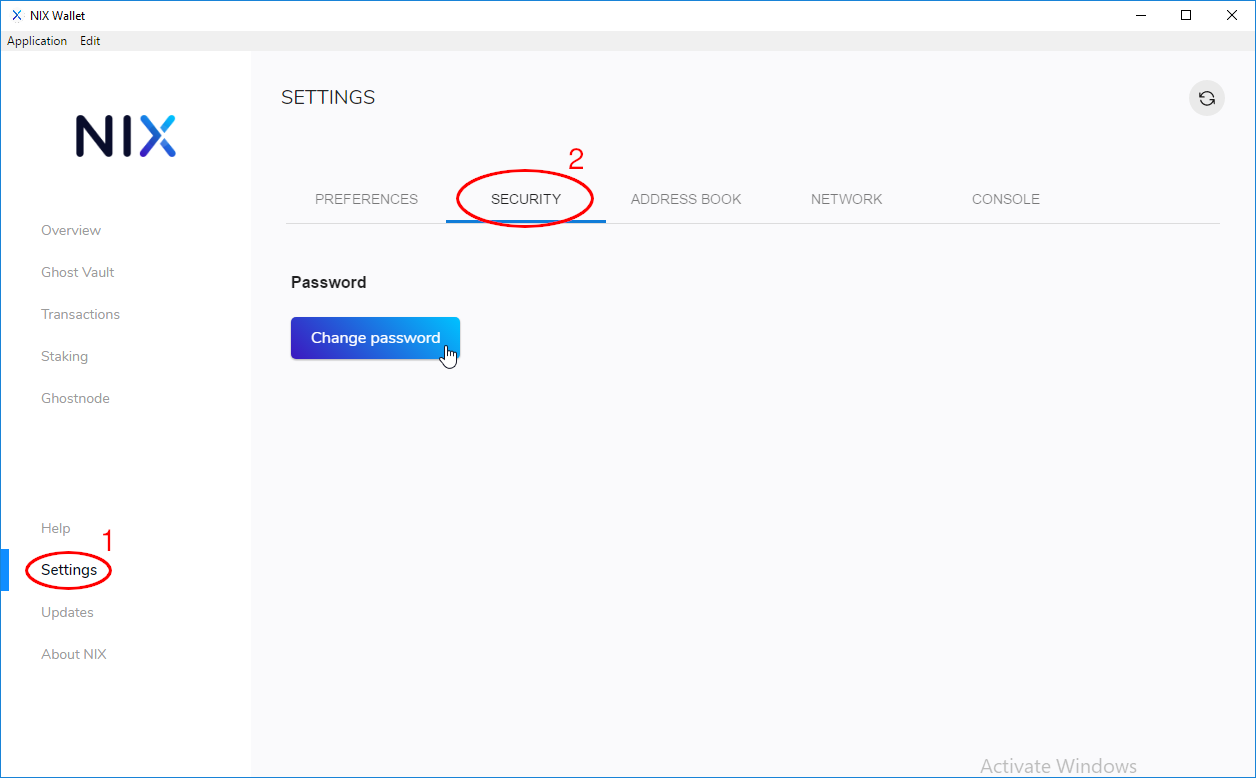 NIX Wallet
Application Edit
NIX
SETTINGS
2
PREFERENCES SECURITY ADDRESS BOOK NETWORK CONSOLE
Overview
Ghost Vault
Transactions
Staking
Ghostnode
Password
Change password
Help
1
Settings
Updates
About NIX
Activate Windows